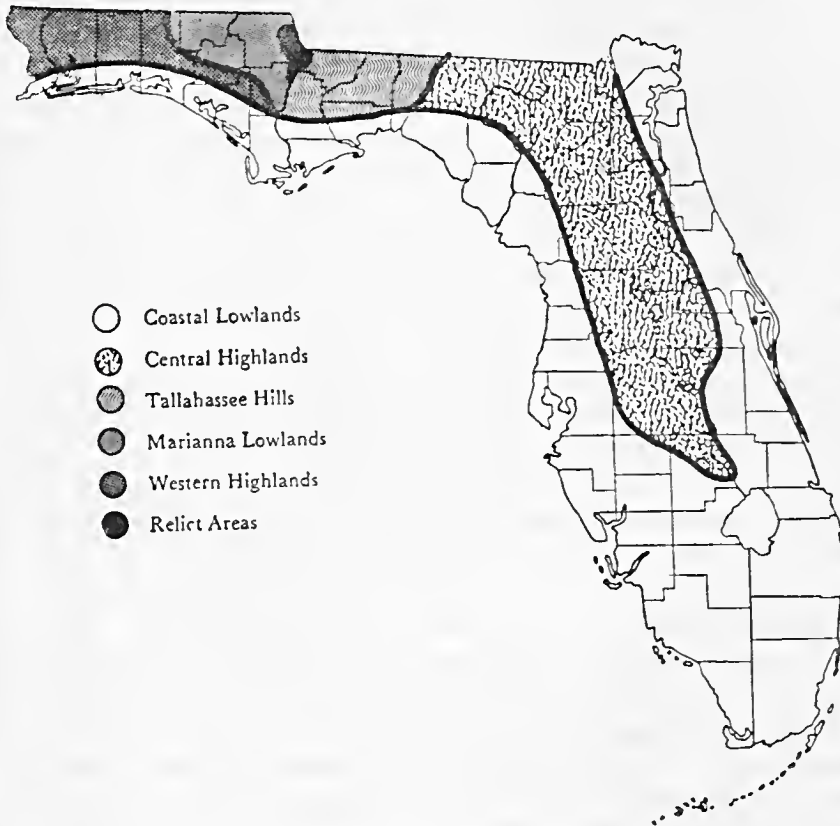 Coastal Lowlands
Central Highlands
Tallahassee Hills
Marianna Lowlands
Western Highlands
Relict Areas